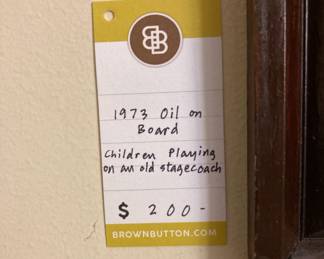 BB
1973 Oil on
Board
Children Playing
on an old stagecoach
$ 200-
BROWNBUTTON.COM